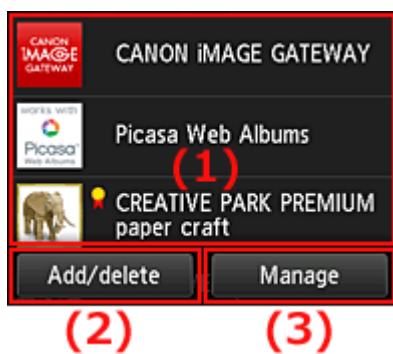 CANON
iMAGE
GATEWAY
CANON iMAGE GATEWAY
works with
Picasa
Web Albums
Picasa Web Albums
(1)
CREATIVE PARK PREMIUM
paper craft
Add/delete
Manage
(2)
(3)